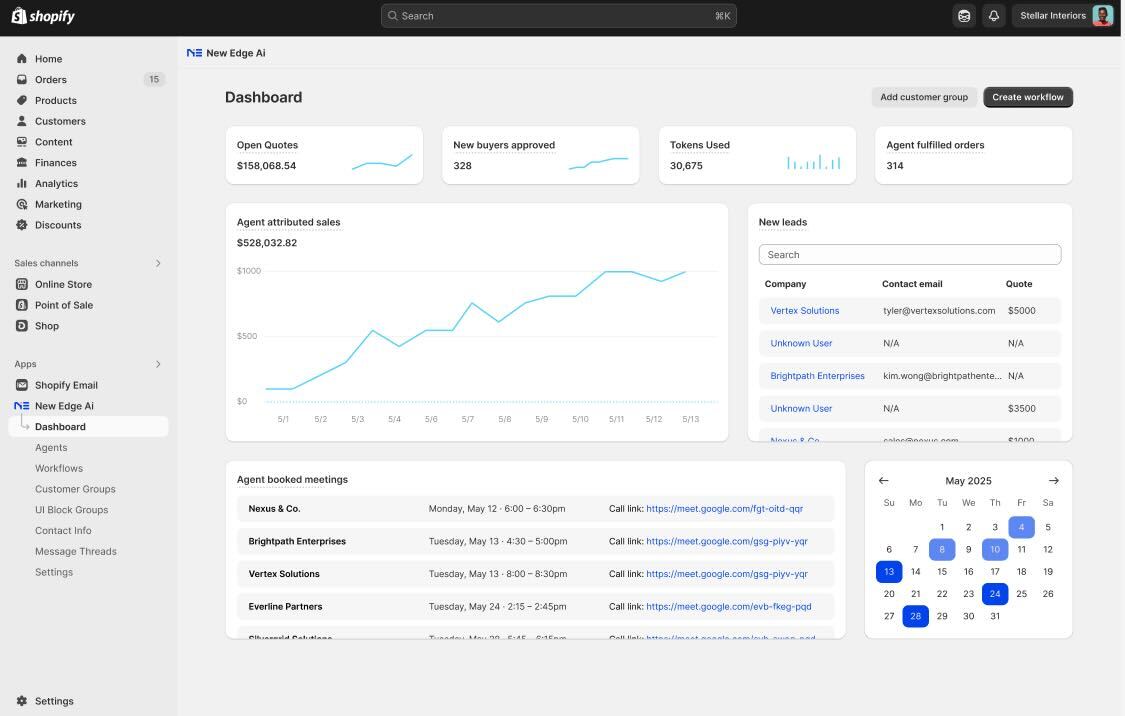 shopify
Search
⌘K
Stellar Interiors
Home
Orders 15
Products
Customers
Content
Finances
Analytics
Marketing
Discounts
Sales channels
Online Store
Point of Sale
Shop
Apps
Shopify Email
New Edge Ai
Dashboard
Agents
Workflows
Customer Groups
UI Block Groups
Contact Info
Message Threads
Settings
Settings
New Edge Ai
Dashboard
Add customer group
Create workflow
Open Quotes
$158,068.54
New buyers approved
328
Tokens Used
30,675
Agent fulfilled orders
314
Agent attributed sales
$528,032.82
$1000
$500
$0
5/1 5/2 5/3 5/4 5/6 5/7 5/8 5/9 5/10 5/11 5/12 5/13
New leads
Search
Company Contact email Quote
Vertex Solutions tyler@vertexsolutions.com $5000
Unknown User N/A N/A
Brightpath Enterprises kim.wong@brightpathente... N/A
Unknown User N/A $3500
Nexus & Co. sales@nexus.com $1000
Agent booked meetings
Nexus & Co. Monday, May 12 · 6:00 – 6:30pm Call link: https://meet.google.com/fgt-oitd-qqr
Brightpath Enterprises Tuesday, May 13 · 4:30 – 5:00pm Call link: https://meet.google.com/gsg-piyv-yqr
Vertex Solutions Tuesday, May 13 · 8:00 – 8:30pm Call link: https://meet.google.com/gsg-piyv-yqr
Everline Partners Tuesday, May 24 · 2:15 – 2:45pm Call link: https://meet.google.com/evb-fkeg-pqd
Silvergrid Solutions Tuesday, May 28 · 5:45 – 6:15pm Call link:
May 2025
Su Mo Tu We Th Fr Sa
1 2 3 4 5
6 7 8 9 10 11 12
13 14 15 16 17 18 19
20 21 22 23 24 25 26
27 28 29 30 31